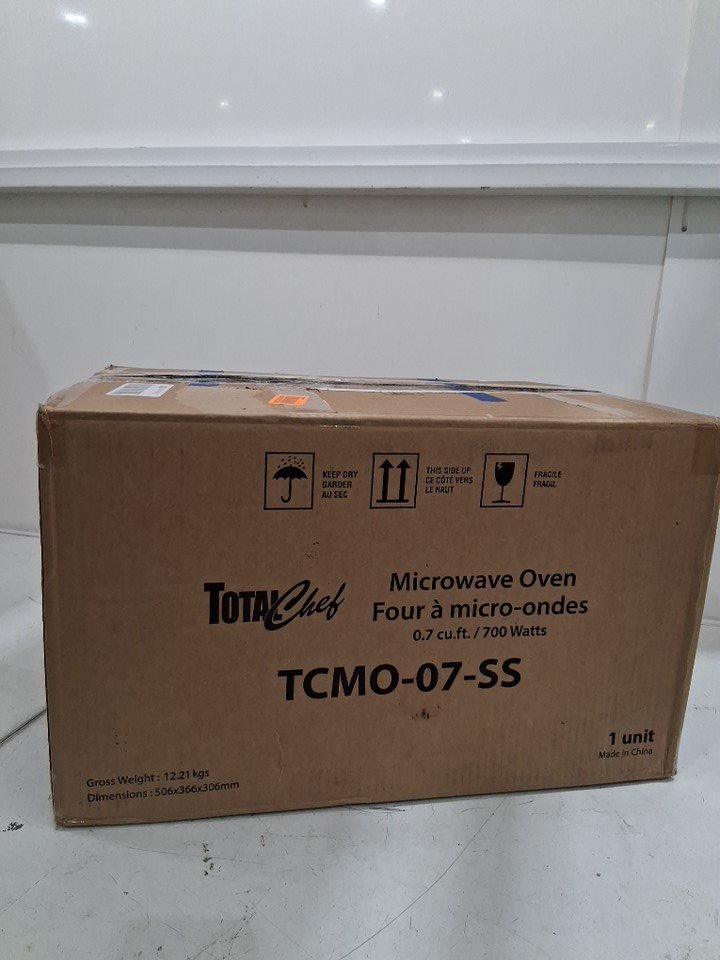 KEEP DRY
GARDER
AU SEC
THIS SIDE UP
CE CÔTÉ VERS
LE HAUT
FRAGILE
FRAGIL
TOTAL Chef
Microwave Oven
Four à micro-ondes
0.7 cu.ft. / 700 Watts
TCMO-07-SS
1 unit
Made in China
Gross Weight : 12.21 kgs
Dimensions : 506x366x306mm